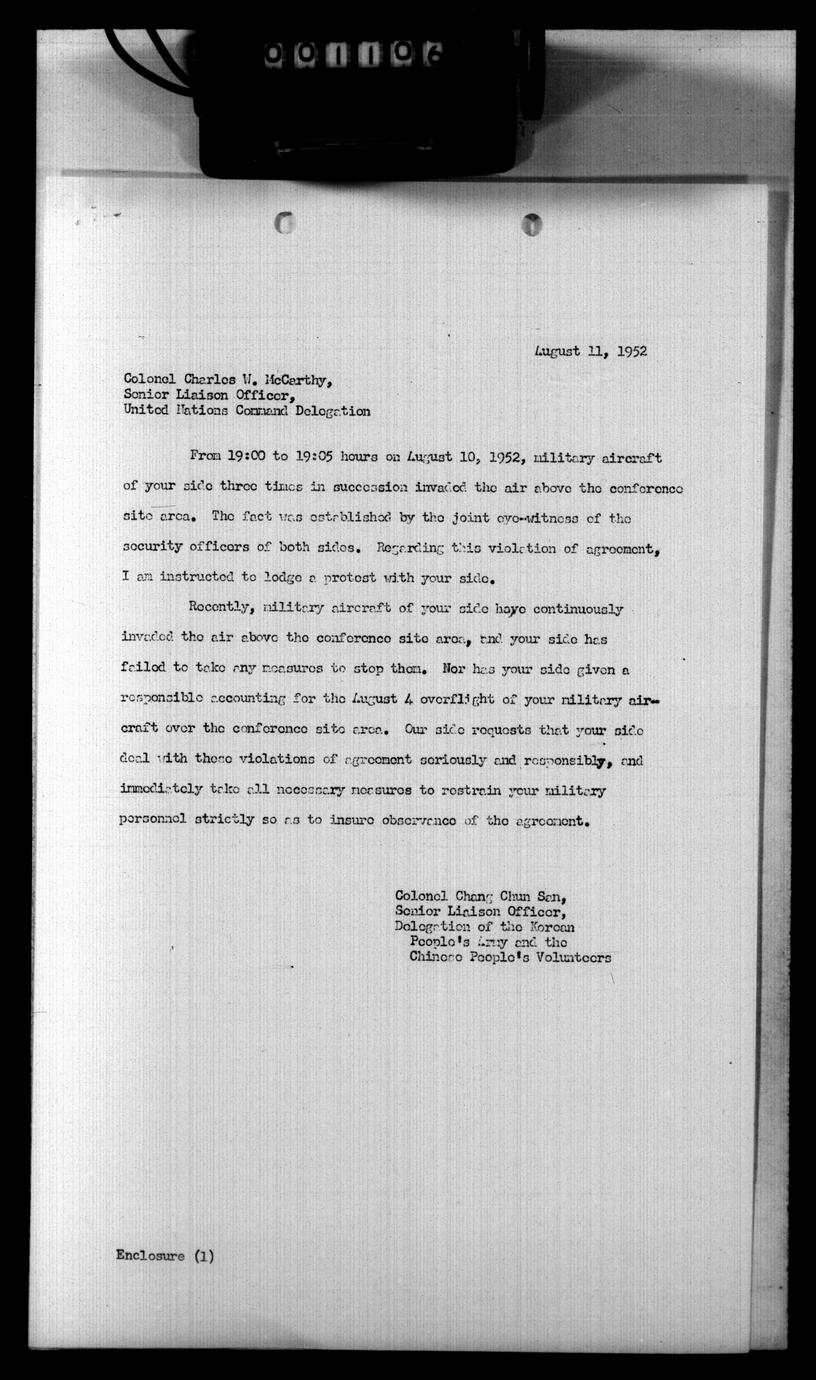 001106
August 11, 1952
Colonel Charles W. McCarthy,
Senior Liaison Officer,
United Nations Command Delegation
From 19:00 to 19:05 hours on August 10, 1952, military aircraft
of your side three times in succession invaded the air above the conference
site area. The fact was established by the joint eye-witness of the
security officers of both sides. Regarding this violation of agreement,
I am instructed to lodge a protest with your side.
Recently, military aircraft of your side have continuously
invaded the air above the conference site area, and your side has
failed to take any measures to stop them. Nor has your side given a
responsible accounting for the August 4 overflight of your military air-
craft over the conference site area. Our side requests that your side
deal with these violations of agreement seriously and responsibly, and
immediately take all necessary measures to restrain your military
personnel strictly so as to insure observance of the agreement.
Colonel Chang Chun San,
Senior Liaison Officer,
Delegation of the Korean
People's Army and the
Chinese People's Volunteers
Enclosure (1)